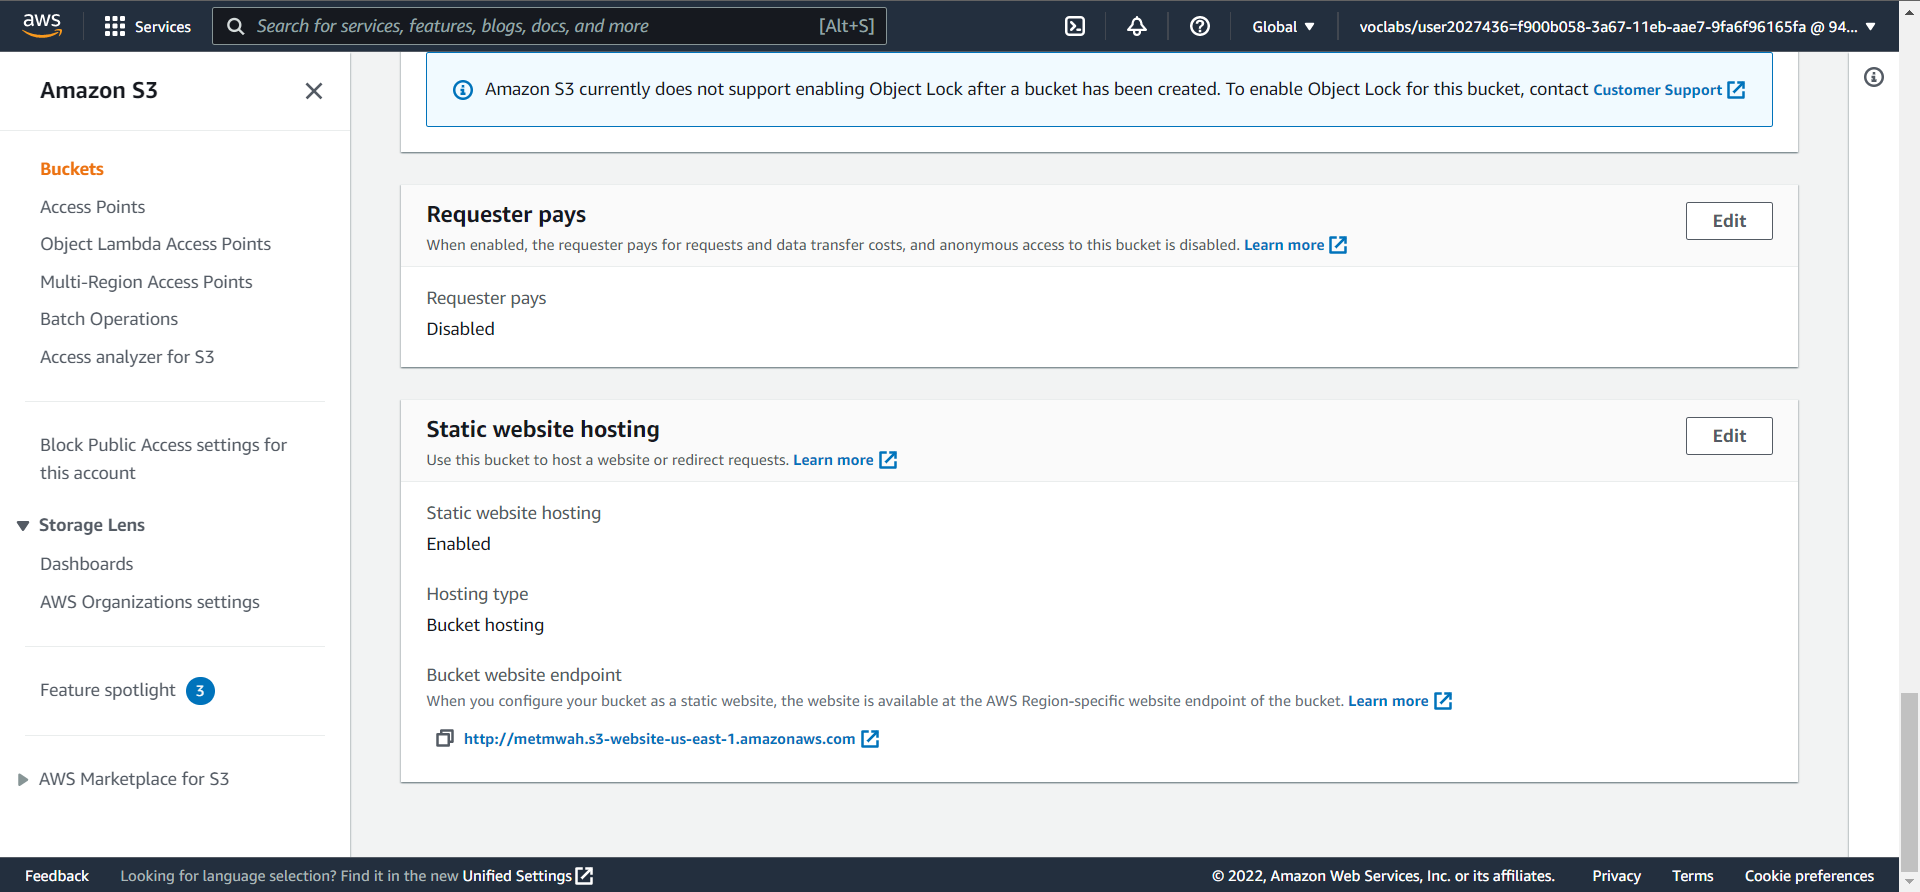 aws
Services
Search for services, features, blogs, docs, and more
[Alt+S]
Global
voclabs/user2027436=f900b058-3a67-11eb-aae7-9fa6f96165fa @ 94...
Amazon S3
Buckets
Access Points
Object Lambda Access Points
Multi-Region Access Points
Batch Operations
Access analyzer for S3
Block Public Access settings for
this account
Storage Lens
Dashboards
AWS Organizations settings
Feature spotlight 3
AWS Marketplace for S3
Amazon S3 currently does not support enabling Object Lock after a bucket has been created. To enable Object Lock for this bucket, contact Customer Support
Requester pays
Edit
When enabled, the requester pays for requests and data transfer costs, and anonymous access to this bucket is disabled. Learn more
Requester pays
Disabled
Static website hosting
Edit
Use this bucket to host a website or redirect requests. Learn more
Static website hosting
Enabled
Hosting type
Bucket hosting
Bucket website endpoint
When you configure your bucket as a static website, the website is available at the AWS Region-specific website endpoint of the bucket. Learn more
http://metmwah.s3-website-us-east-1.amazonaws.com
Feedback
Looking for language selection? Find it in the new Unified Settings
© 2022, Amazon Web Services, Inc. or its affiliates.
Privacy
Terms
Cookie preferences